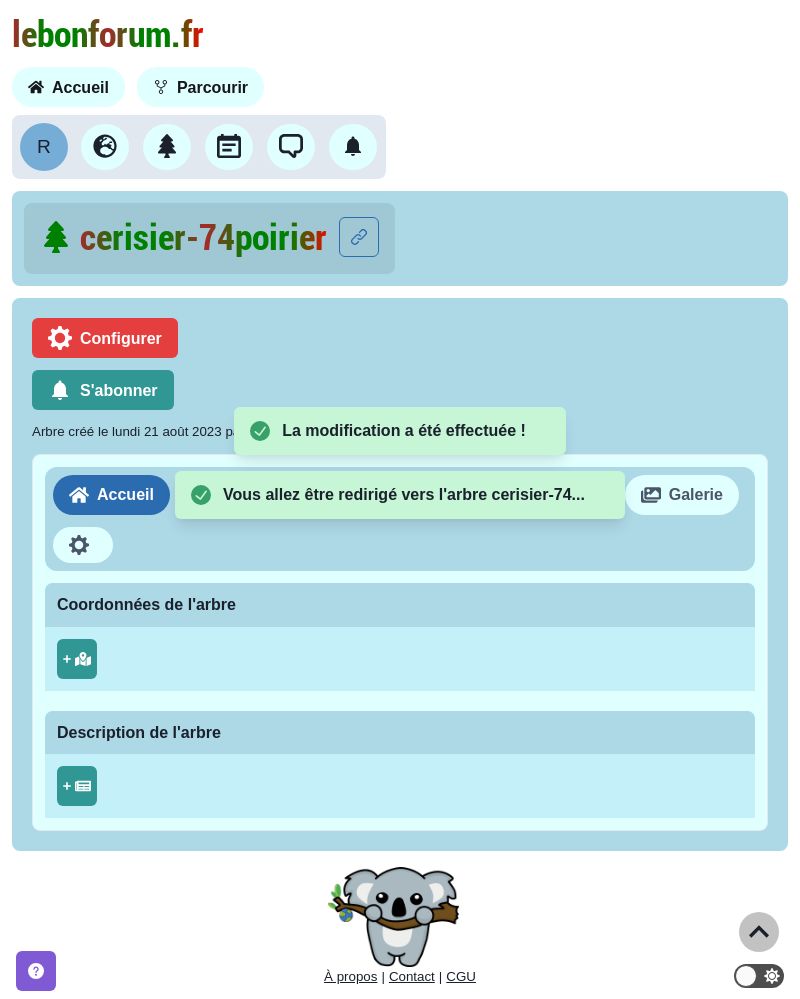 lebonforum.fr
Accueil
Parcourir
R
cerisier-74poirier
Configurer
S'abonner
Arbre créé le lundi 21 août 2023
La modification a été effectuée !
Accueil
Vous allez être redirigé vers l'arbre cerisier-74...
Galerie
Coordonnées de l'arbre
+
Description de l'arbre
+
À propos | Contact | CGU